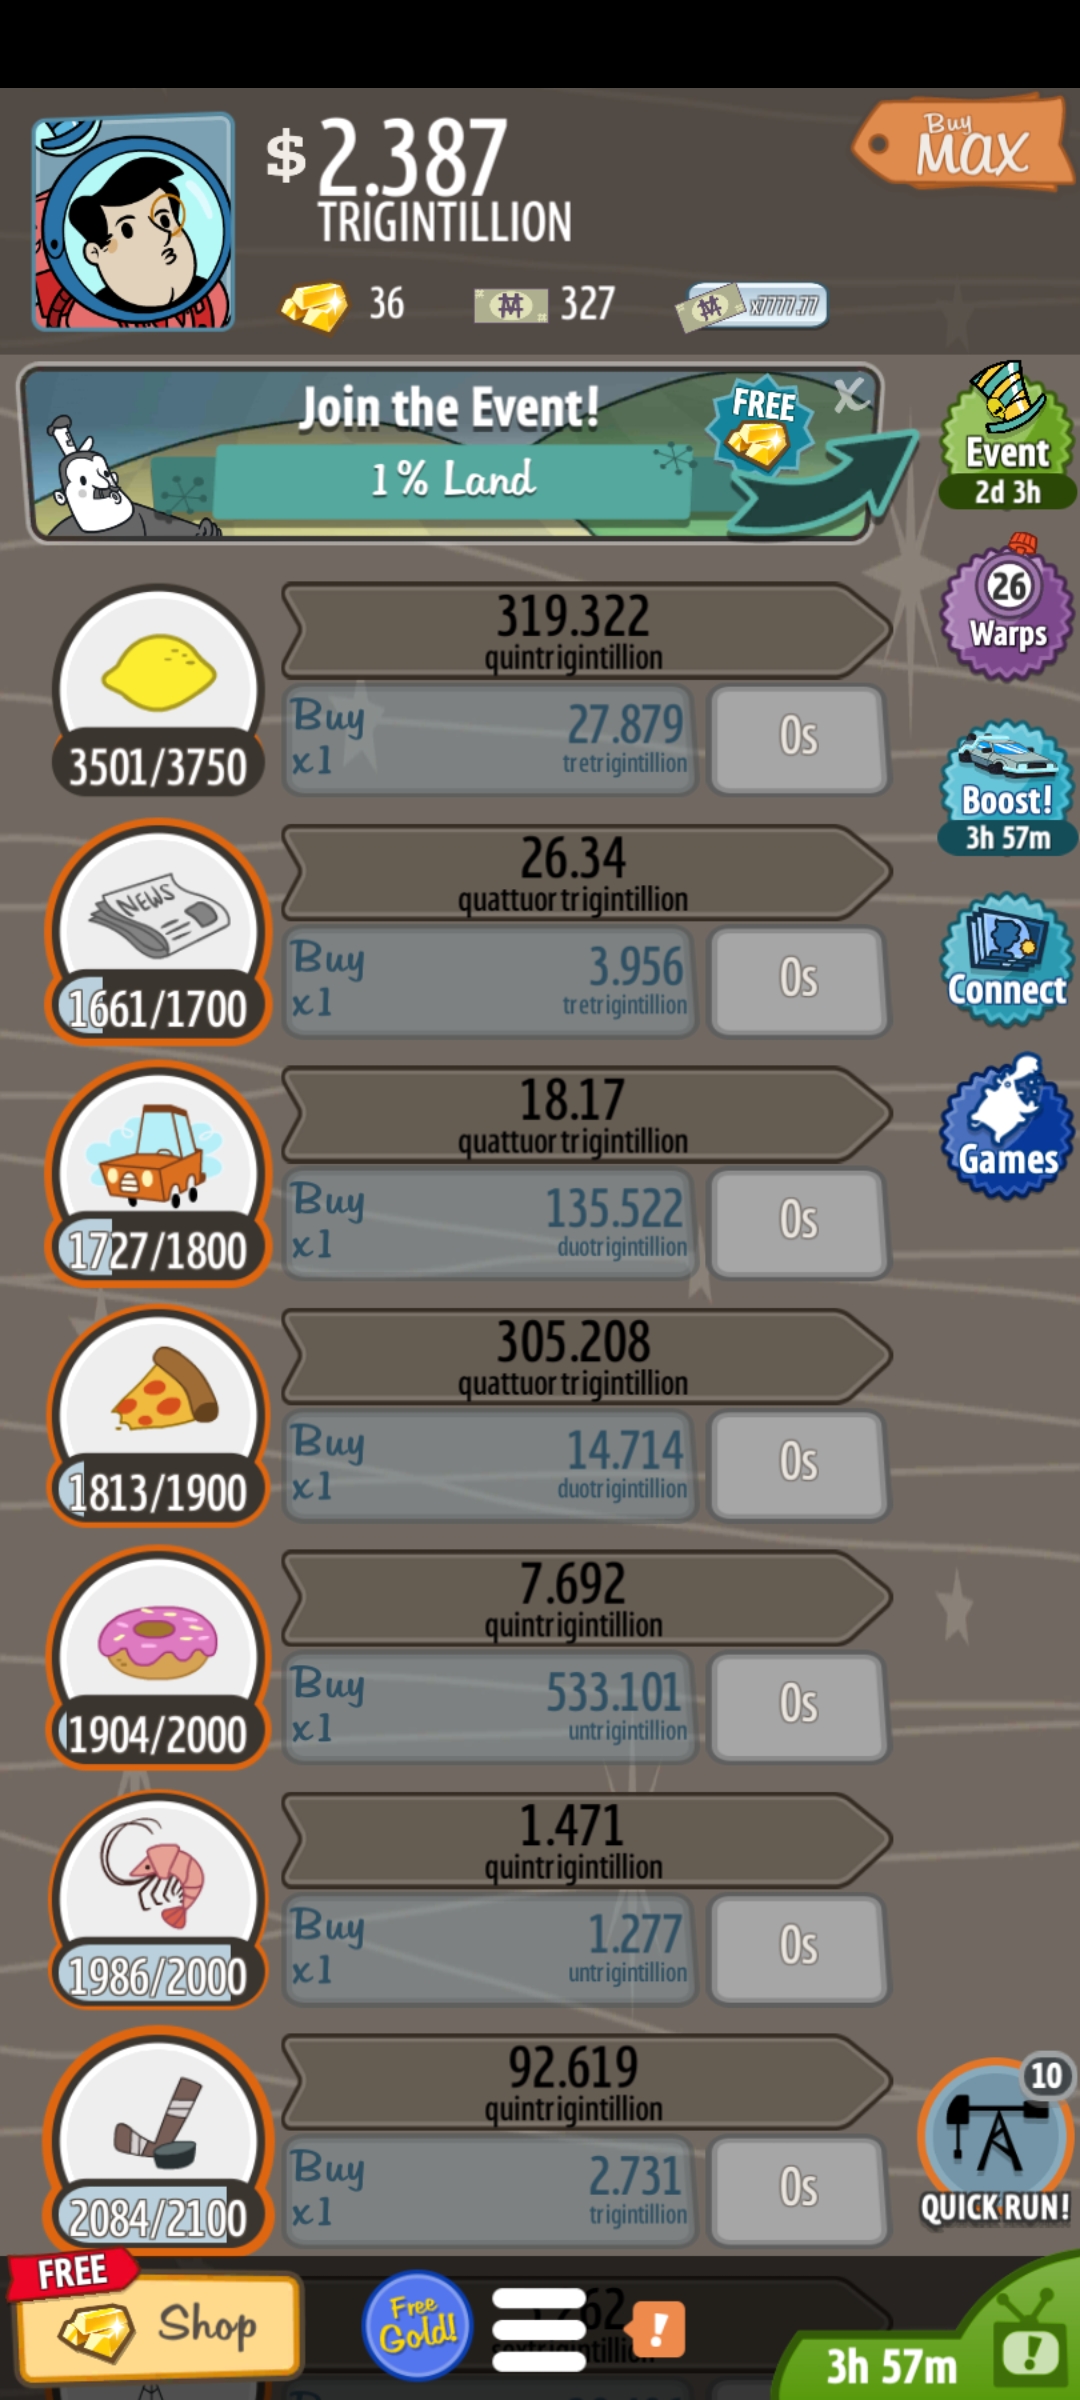 $ 2.387
TRIGINTILLION
Buy
MAX
36
327
x7777.77
Join the Event!
1% Land
FREE
X
Event
2d 3h
26
Warps
Boost!
3h 57m
Connect
Games
319.322
quintrigintillion
Buy
x1
27.879
tretrigintillion
0s
3501/3750
26.34
quattuortrigintillion
NEWS
Buy
x1
3.956
tretrigintillion
0s
1661/1700
18.17
quattuortrigintillion
Buy
x1
135.522
duotrigintillion
0s
1727/1800
305.208
quattuortrigintillion
Buy
x1
14.714
duotrigintillion
0s
1813/1900
7.692
quintrigintillion
Buy
x1
533.101
untrigintillion
0s
1904/2000
1.471
quintrigintillion
Buy
x1
1.277
untrigintillion
0s
1986/2000
92.619
quintrigintillion
Buy
x1
2.731
trigintillion
0s
2084/2100
10
QUICK RUN!
FREE
Shop
Free
Gold!
!
3h 57m
!